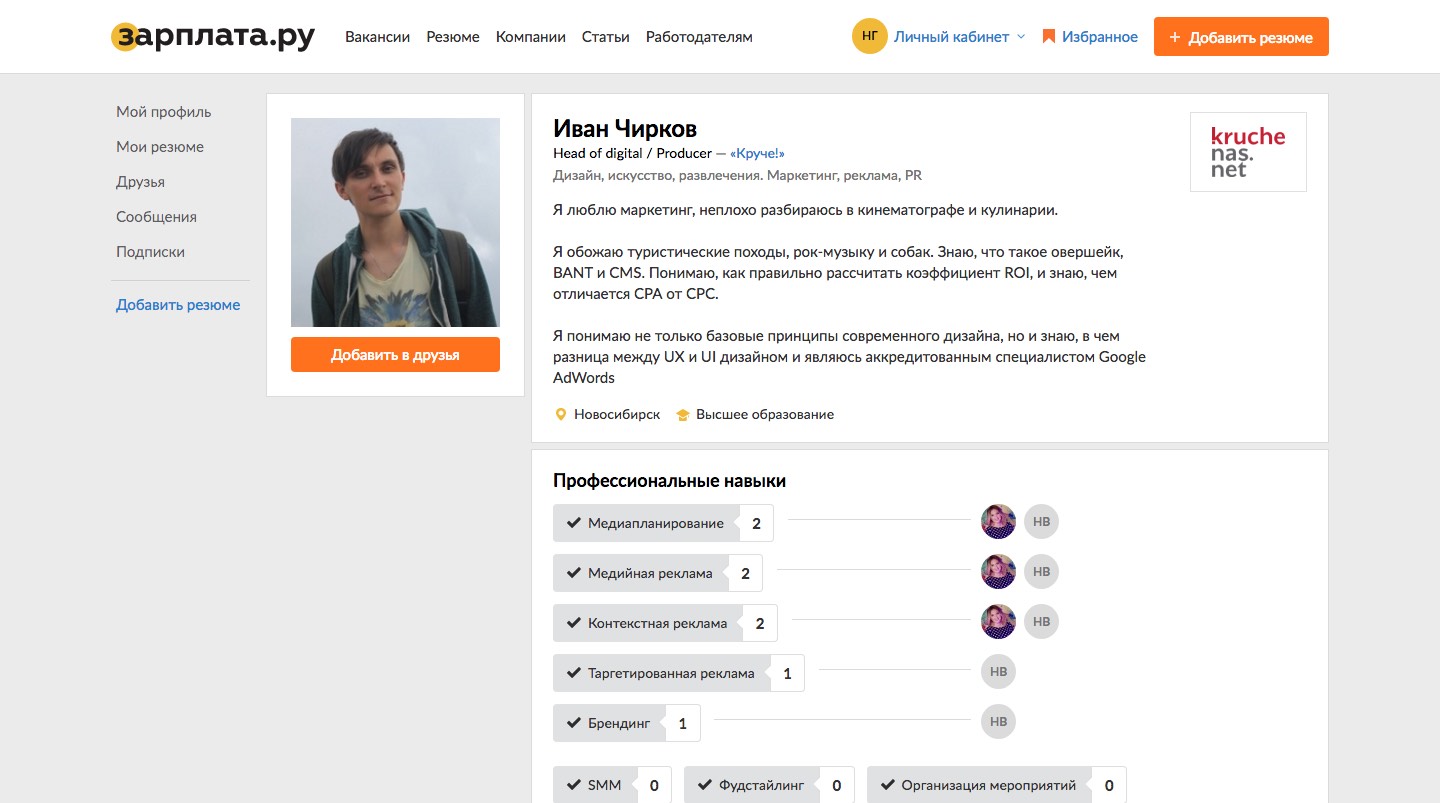 зарплата.ру
Вакансии Резюме Компании Статьи Работодателям
НГ Личный кабинет Избранное + Добавить резюме
Мой профиль
Мои резюме
Друзья
Сообщения
Подписки
Добавить резюме
Добавить в друзья
Иван Чирков
Head of digital / Producer — «Круче!»
Дизайн, искусство, развлечения. Маркетинг, реклама, PR
kruche
nas.
net
Я люблю маркетинг, неплохо разбираюсь в кинематографе и кулинарии.
Я обожаю туристические походы, рок-музыку и собак. Знаю, что такое овершейк,
BANT и CMS. Понимаю, как правильно рассчитать коэффициент ROI, и знаю, чем
отличается CPA от CPC.
Я понимаю не только базовые принципы современного дизайна, но и знаю, в чем
разница между UX и UI дизайном и являюсь аккредитованным специалистом Google
AdWords
Новосибирск Высшее образование
Профессиональные навыки
Медиапланирование 2 НВ
Медийная реклама 2 НВ
Контекстная реклама 2 НВ
Таргетированная реклама 1 НВ
Брендинг 1 НВ
SMM 0 Фудстайлинг 0 Организация мероприятий 0